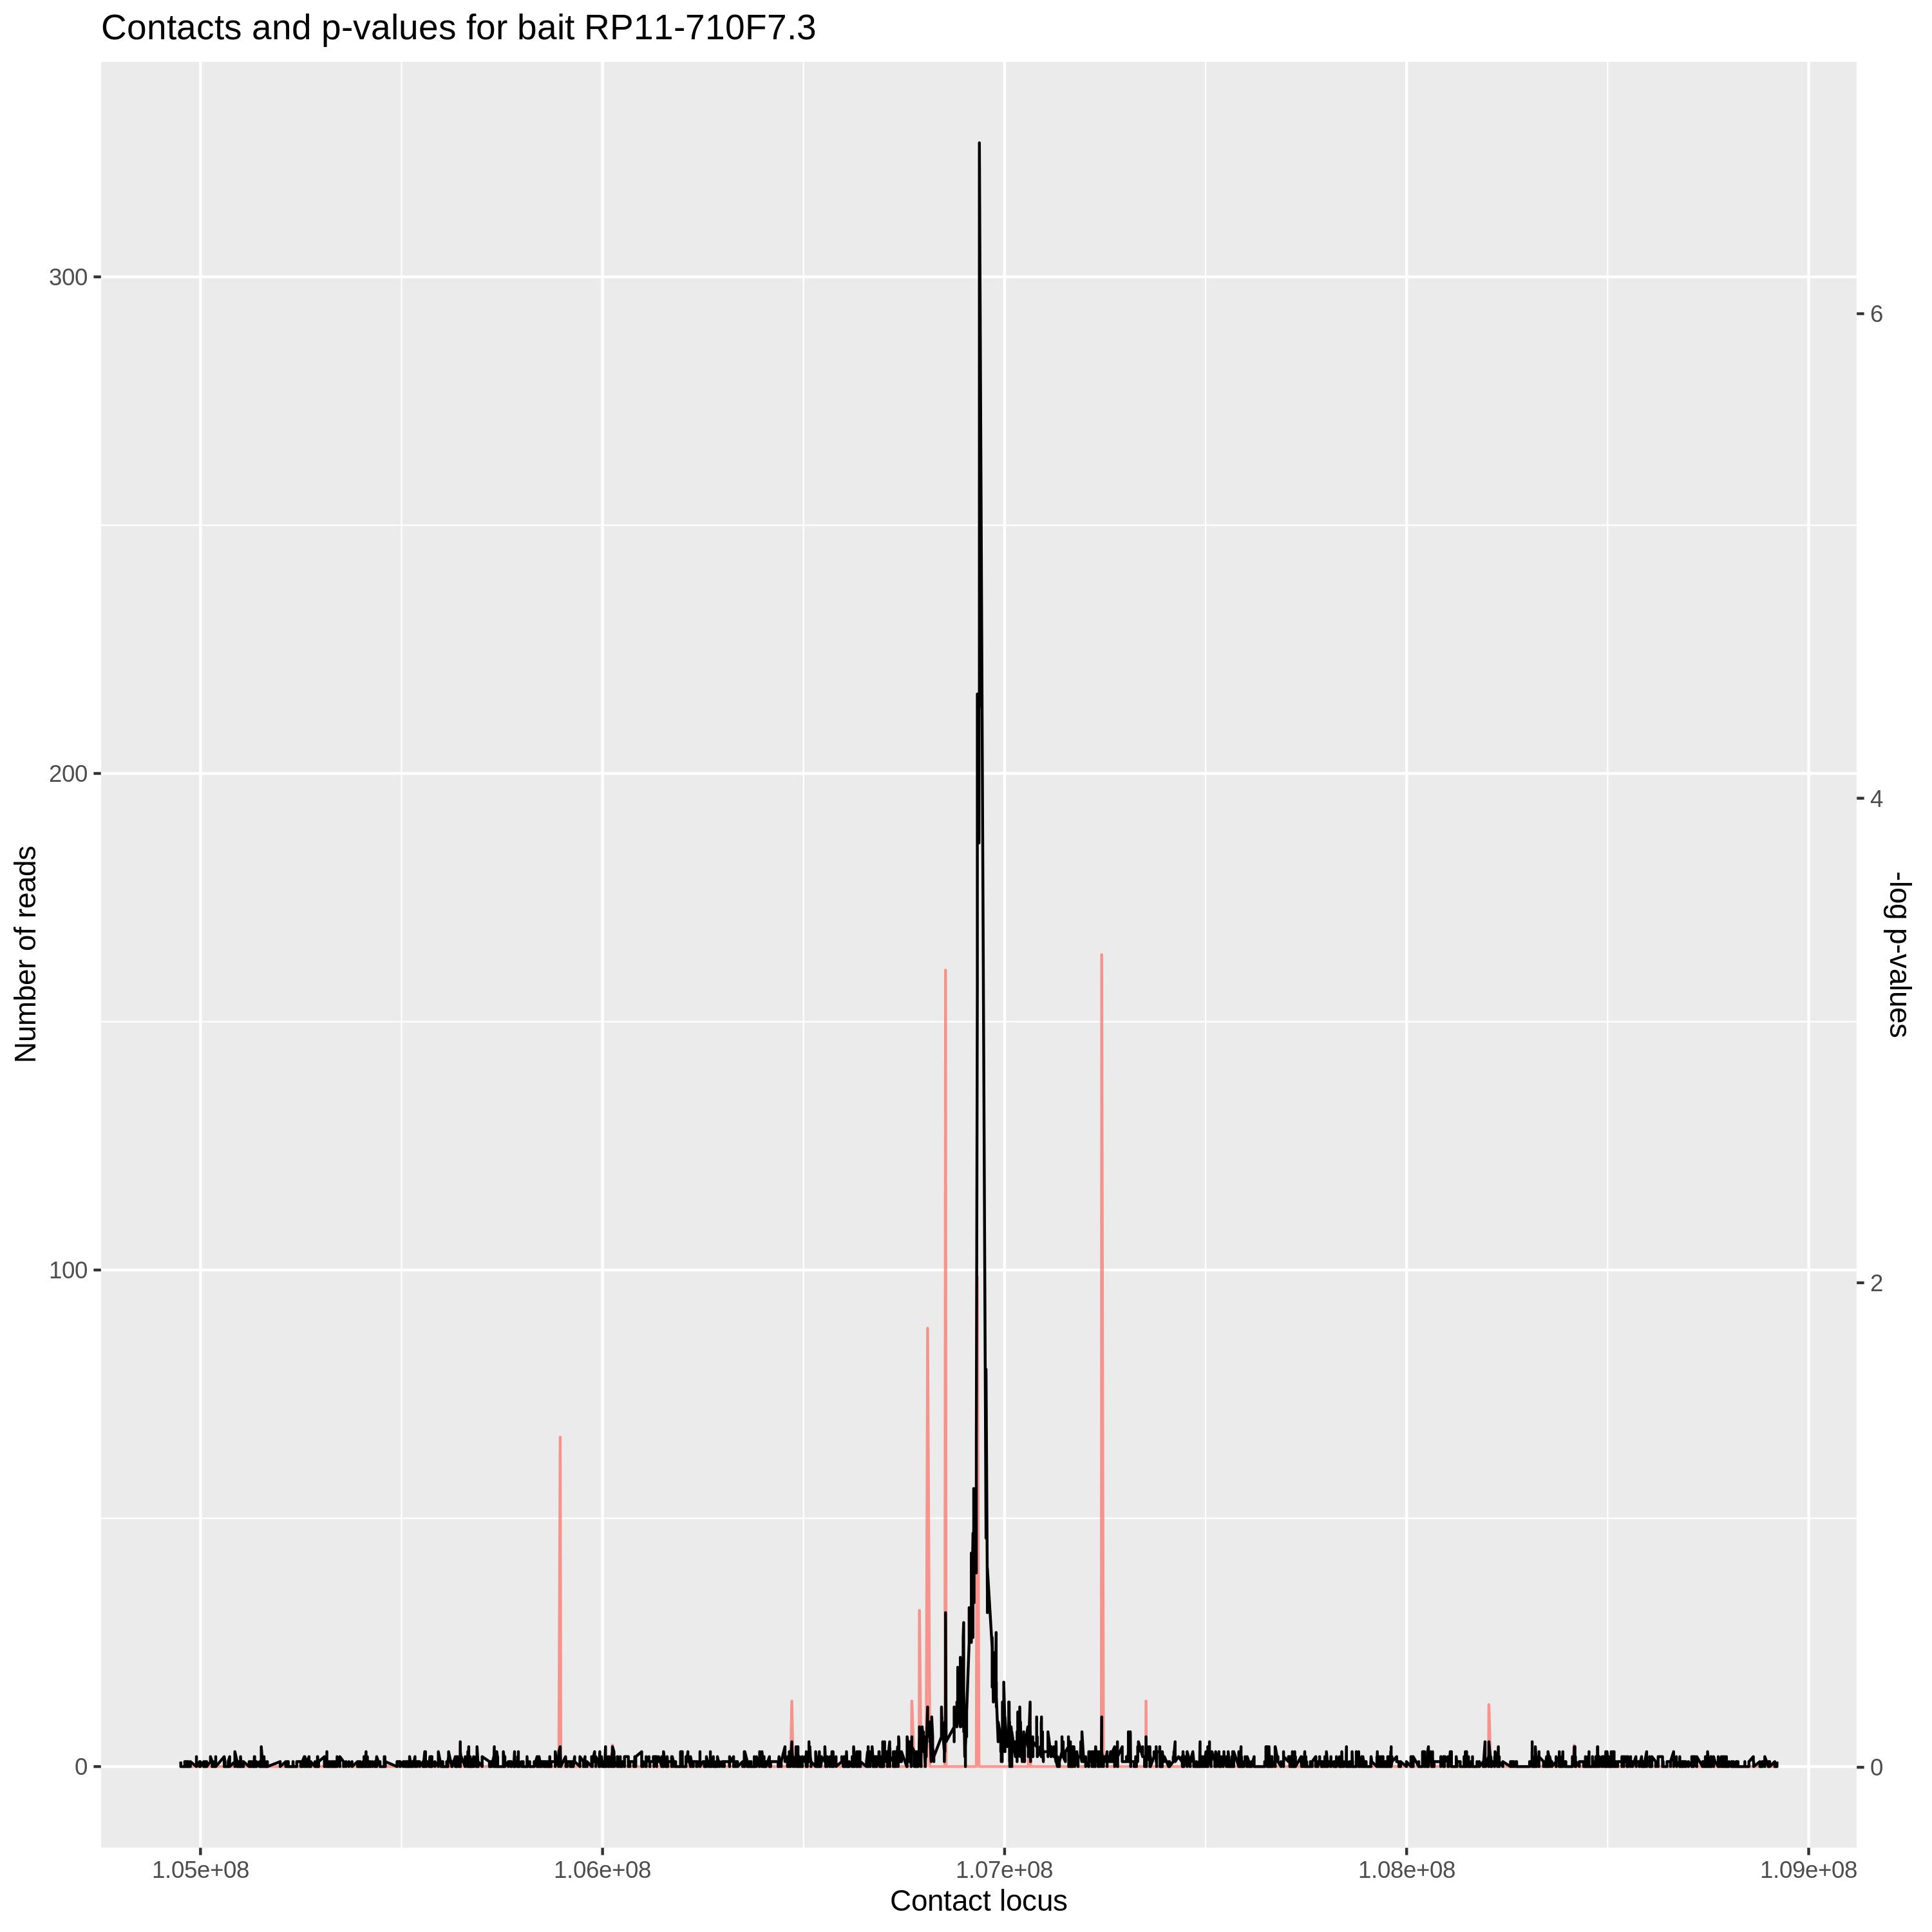 Contacts and p-values for bait RP11-710F7.3
300
200
100
0
Number of reads
6
4
2
0
-log p-values
1.05e+08 1.06e+08 1.07e+08 1.08e+08 1.09e+08
Contact locus